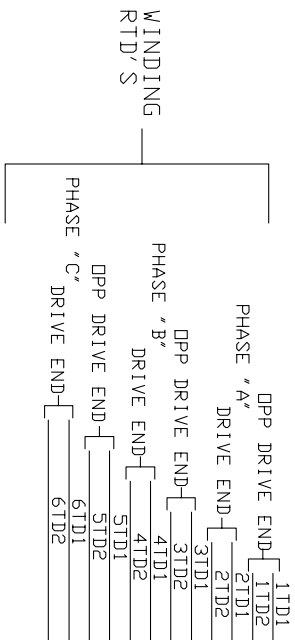 WINDING
RTD'S
1TD1
OPP DRIVE END 1TD2
PHASE "A" 2TD1
DRIVE END 2TD2
3TD1
OPP DRIVE END 3TD2
PHASE "B" 4TD1
DRIVE END 4TD2
5TD1
OPP DRIVE END 5TD2
PHASE "C" 6TD1
DRIVE END 6TD2